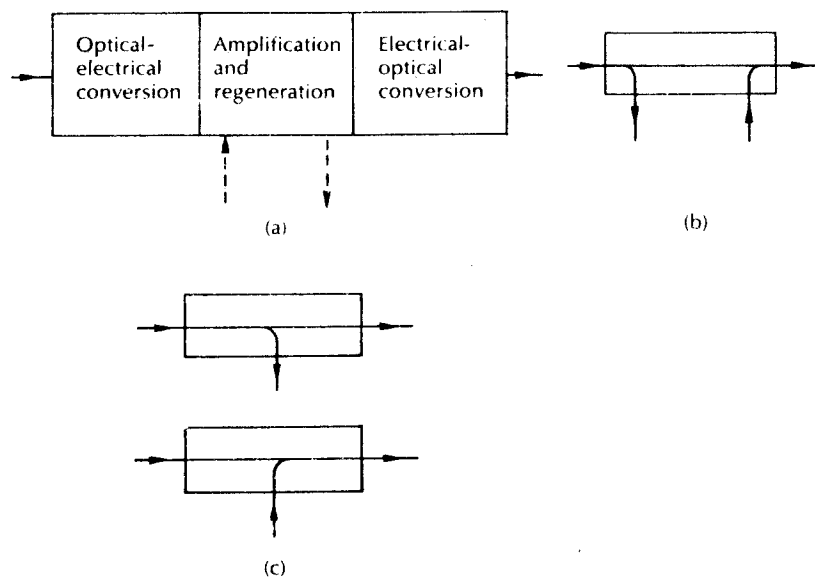 Optical-
electrical
conversion
Amplification
and
regeneration
Electrical-
optical
conversion
(a)
(b)
(c)